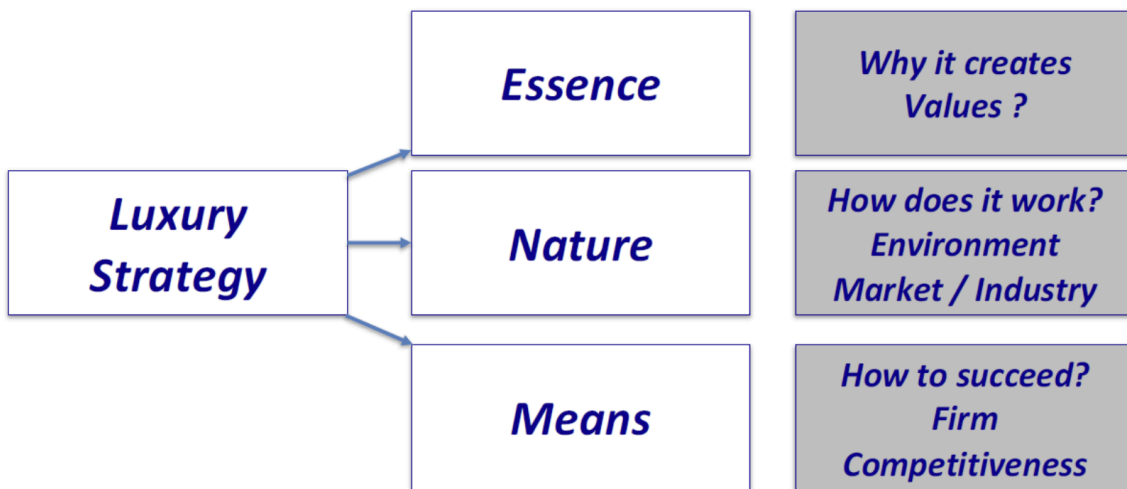 Essence
Why it creates
Values ?
Luxury
Strategy
Nature
How does it work?
Environment
Market / Industry
Means
How to succeed?
Firm
Competitiveness